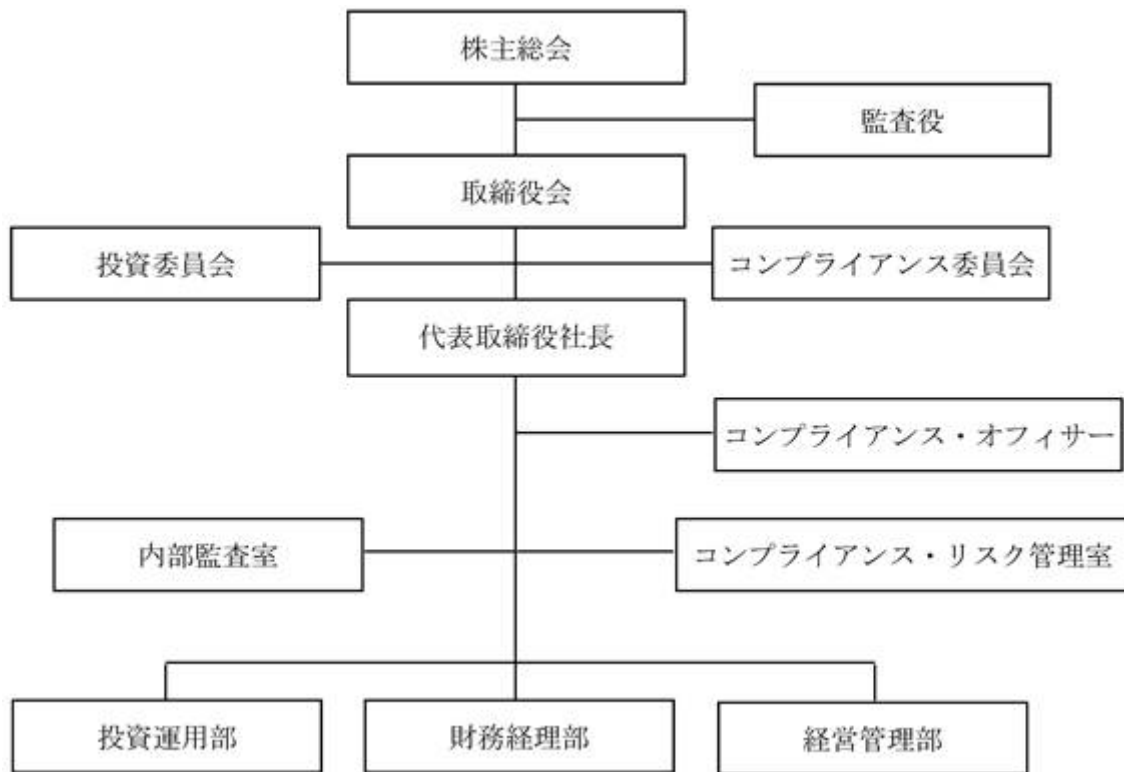 株主総会
監査役
取締役会
投資委員会
コンプライアンス委員会
代表取締役社長
コンプライアンス・オフィサー
内部監査室
コンプライアンス・リスク管理室
投資運用部
財務経理部
経営管理部